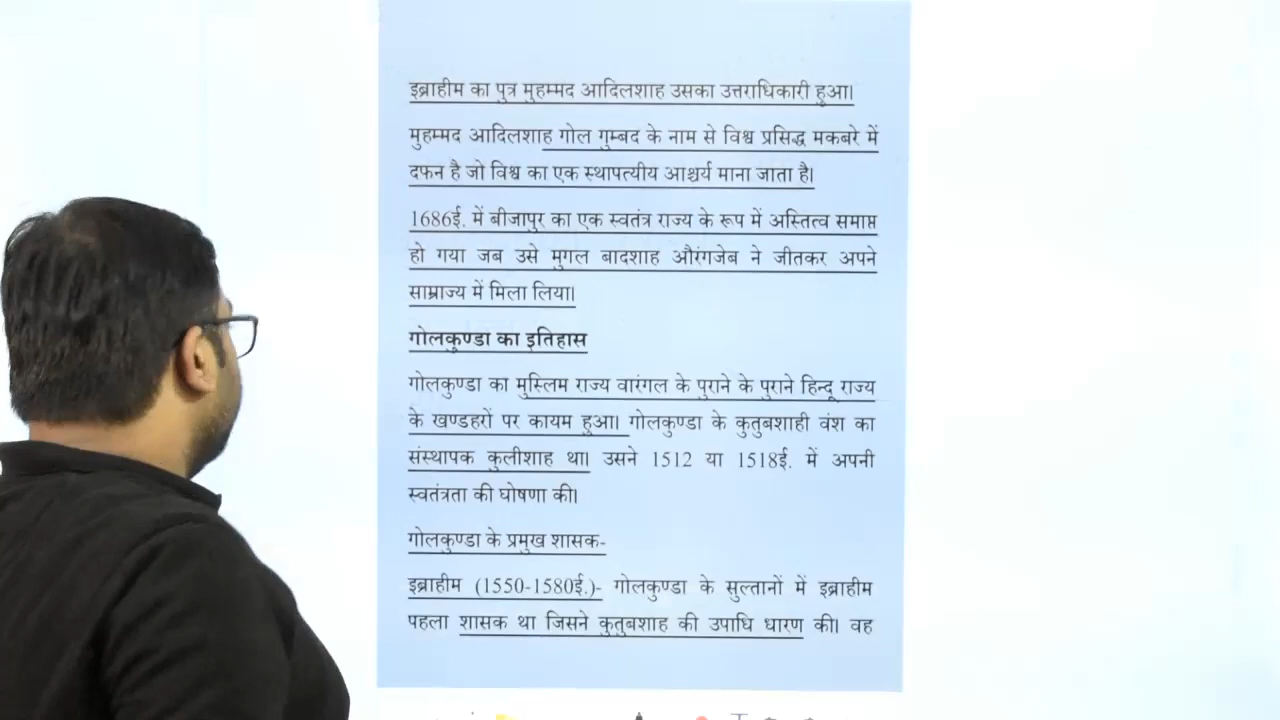 इब्राहीम का पुत्र मुहम्मद आदिलशाह उसका उत्तराधिकारी हुआ।
मुहम्मद आदिलशाह गोल गुम्बद के नाम से विश्व प्रसिद्ध मकबरे में
दफन है जो विश्व का एक स्थापत्यीय आश्चर्य माना जाता है।
1686ई. में बीजापुर का एक स्वतंत्र राज्य के रूप में अस्तित्व समाप्त
हो गया जब उसे मुगल बादशाह औरंगजेब ने जीतकर अपने
साम्राज्य में मिला लिया।
गोलकुण्डा का इतिहास
गोलकुण्डा का मुस्लिम राज्य वारंगल के पुराने के पुराने हिन्दू राज्य
के खण्डहरों पर कायम हुआ। गोलकुण्डा के कुतुबशाही वंश का
संस्थापक कुलीशाह था। उसने 1512 या 1518ई. में अपनी
स्वतंत्रता की घोषणा की।
गोलकुण्डा के प्रमुख शासक-
इब्राहीम (1550-1580ई.)- गोलकुण्डा के सुल्तानों में इब्राहीम
पहला शासक था जिसने कुतुबशाह की उपाधि धारण की। वह